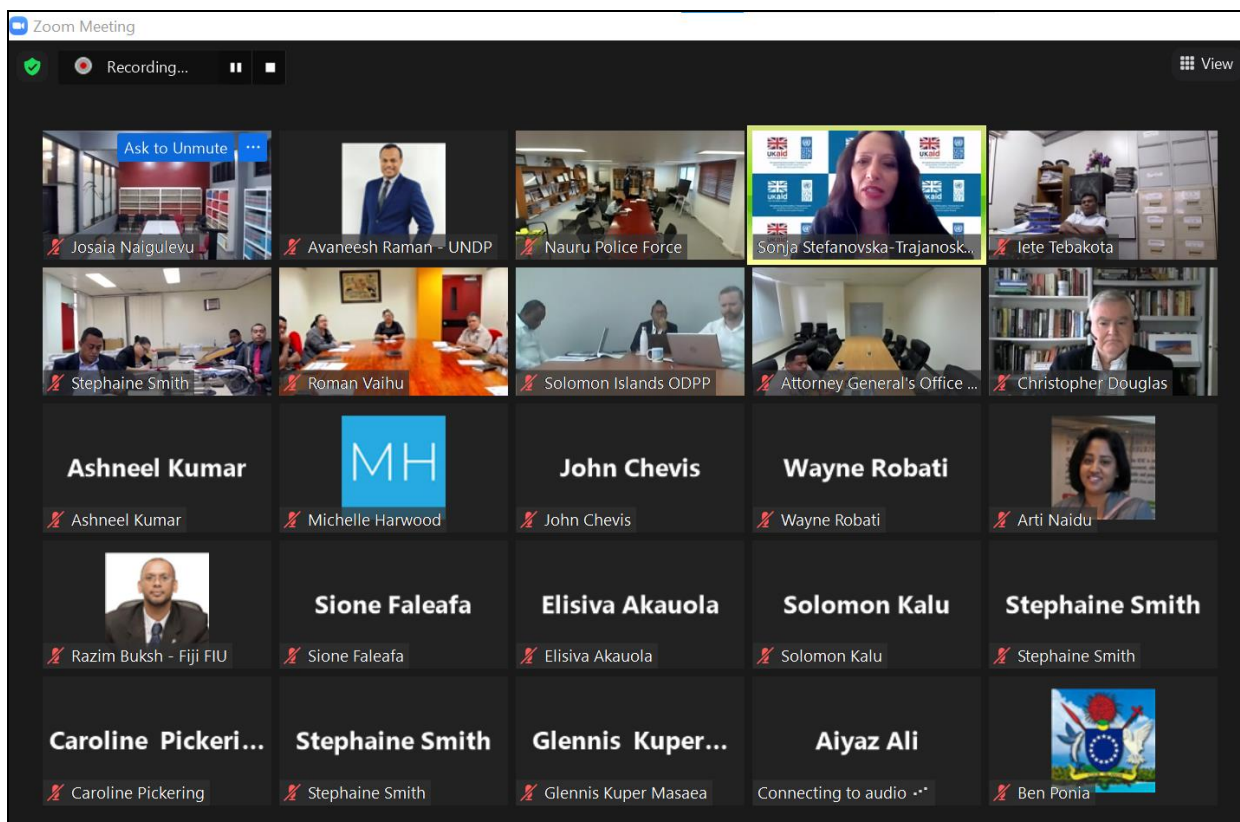 Zoom Meeting
Recording...
View
Ask to Unmute ...
Josaia Naigulevu
Avaneesh Raman - UNDP
Nauru Police Force
UKaid
UKaid
UKaid
UKaid
Sonja Stefanovska-Trajanosk...
Iete Tebakota
Stephaine Smith
Roman Vaihu
Solomon Islands ODPP
Attorney General's Office ...
Christopher Douglas
Ashneel Kumar
MH
John Chevis
Wayne Robati
Ashneel Kumar
Michelle Harwood
John Chevis
Wayne Robati
Arti Naidu
Sione Faleafa
Elisiva Akauola
Solomon Kalu
Stephaine Smith
Razim Buksh - Fiji FIU
Sione Faleafa
Elisiva Akauola
Solomon Kalu
Stephaine Smith
Caroline Pickeri...
Stephaine Smith
Glennis Kuper...
Aiyaz Ali
Caroline Pickering
Stephaine Smith
Glennis Kuper Masaea
Connecting to audio
Ben Ponia